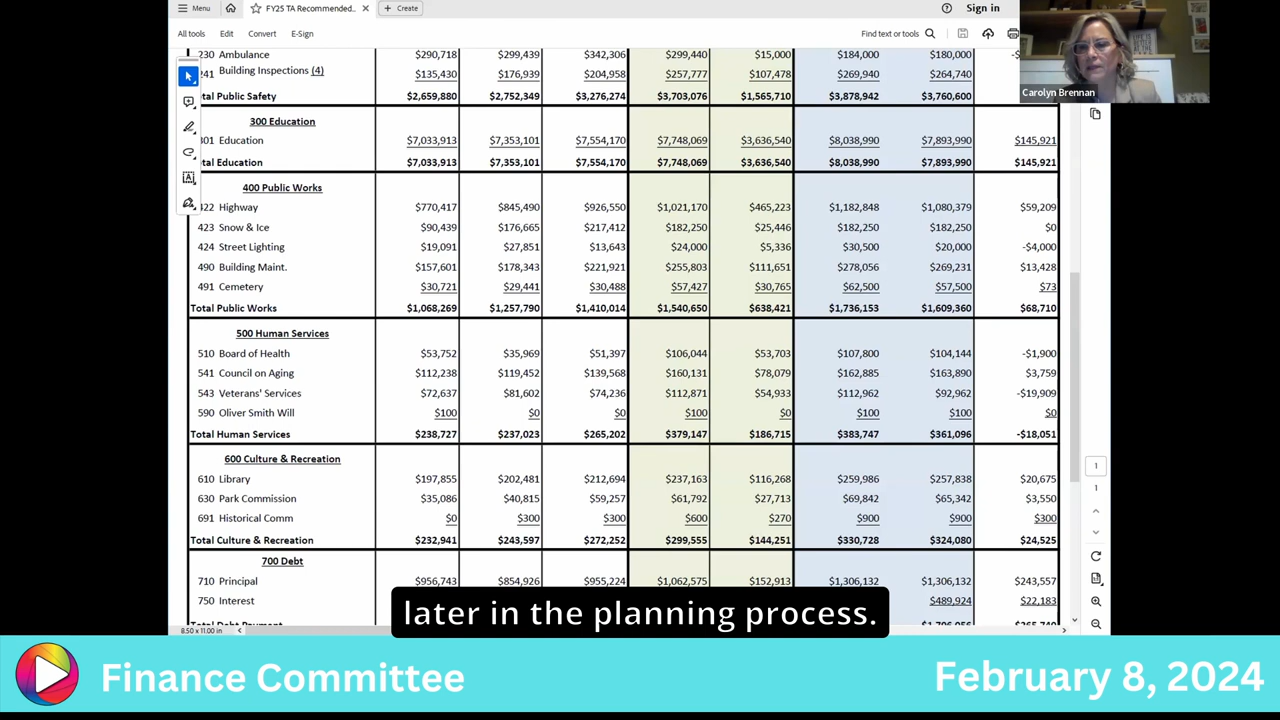 Menu FY25 TA Recommended.. Create Sign in
All tools Edit Convert E-Sign Find text or tools
230 Ambulance $290,718 $299,439 $342,306 $299,440 $15,000 $184,000 $180,000
241 Building Inspections (4) $135,430 $176,939 $204,958 $257,777 $107,478 $269,940 $264,740
Carolyn Brennan
otal Public Safety $2,659,880 $2,752,349 $3,276,274 $3,703,076 $1,565,710 $3,878,942 $3,760,600
300 Education
301 Education $7,033,913 $7,353,101 $7,554,170 $7,748,069 $3,636,540 $8,038,990 $7,893,990 $145,921
otal Education $7,033,913 $7,353,101 $7,554,170 $7,748,069 $3,636,540 $8,038,990 $7,893,990 $145,921
400 Public Works
422 Highway $770,417 $845,490 $926,550 $1,021,170 $465,223 $1,182,848 $1,080,379 $59,209
423 Snow & Ice $90,439 $176,665 $217,412 $182,250 $25,446 $182,250 $182,250 $0
424 Street Lighting $19,091 $27,851 $13,643 $24,000 $5,336 $30,500 $20,000 -$4,000
490 Building Maint. $157,601 $178,343 $221,921 $255,803 $111,651 $278,056 $269,231 $13,428
491 Cemetery $30,721 $29,441 $30,488 $57,427 $30,765 $62,500 $57,500 $73
Total Public Works $1,068,269 $1,257,790 $1,410,014 $1,540,650 $638,421 $1,736,153 $1,609,360 $68,710
500 Human Services
510 Board of Health $53,752 $35,969 $51,397 $106,044 $53,703 $107,800 $104,144 -$1,900
541 Council on Aging $112,238 $119,452 $139,568 $160,131 $78,079 $162,885 $163,890 $3,759
543 Veterans' Services $72,637 $81,602 $74,236 $112,871 $54,933 $112,962 $92,962 -$19,909
590 Oliver Smith Will $100 $0 $0 $100 $0 $100 $100 $0
Total Human Services $238,727 $237,023 $265,202 $379,147 $186,715 $383,747 $361,096 -$18,051
600 Culture & Recreation
610 Library $197,855 $202,481 $212,694 $237,163 $116,268 $259,986 $257,838 $20,675
630 Park Commission $35,086 $40,815 $59,257 $61,792 $27,713 $69,842 $65,342 $3,550
691 Historical Comm $0 $300 $300 $600 $270 $900 $900 $300
Total Culture & Recreation $232,941 $243,597 $272,252 $299,555 $144,251 $330,728 $324,080 $24,525
700 Debt
710 Principal $956,743 $854,926 $955,224 $1,062,575 $152,913 $1,306,132 $1,306,132 $243,557
750 Interest $489,924 $22,183
1
1
later in the planning process.
8.50 x 11.00 in
Finance Committee February 8, 2024